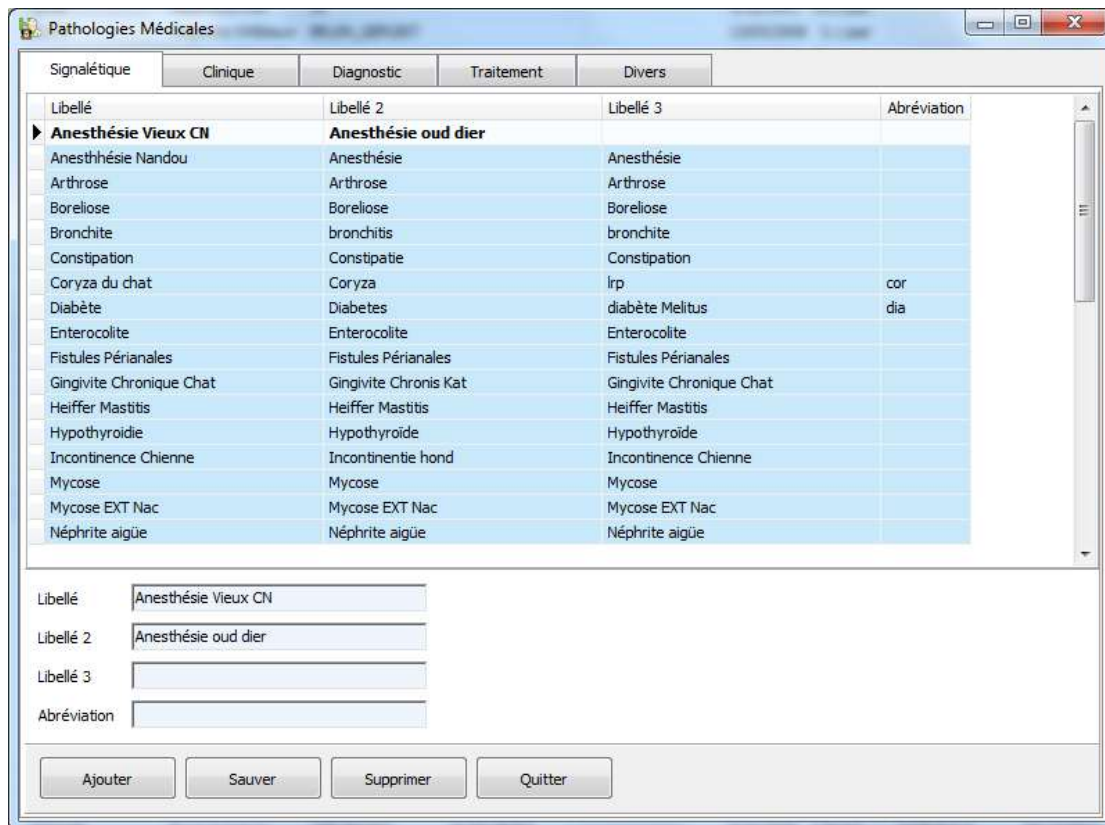 Pathologies Médicales
Signalétique Clinique Diagnostic Traitement Divers
Libellé Libellé 2 Libellé 3 Abréviation
Anesthésie Vieux CN Anesthésie oud dier
Anesthhésie Nandou Anesthésie Anesthésie
Arthrose Arthrose Arthrose
Boreliose Boreliose Boreliose
Bronchite bronchitis bronchite
Constipation Constipatie Constipation
Coryza du chat Coryza lrp cor
Diabète Diabetes diabète Melitus dia
Enterocolite Enterocolite Enterocolite
Fistules Périanales Fistules Périanales Fistules Périanales
Gingivite Chronique Chat Gingivite Chronis Kat Gingivite Chronique Chat
Heiffer Mastitis Heiffer Mastitis Heiffer Mastitis
Hypothyroidie Hypothyroïde Hypothyroïde
Incontinence Chienne Incontinentie hond Incontinence Chienne
Mycose Mycose Mycose
Mycose EXT Nac Mycose EXT Nac Mycose EXT Nac
Néphrite aigüe Néphrite aigüe Néphrite aigüe
Libellé Anesthésie Vieux CN
Libellé 2 Anesthésie oud dier
Libellé 3
Abréviation
Ajouter Sauver Supprimer Quitter